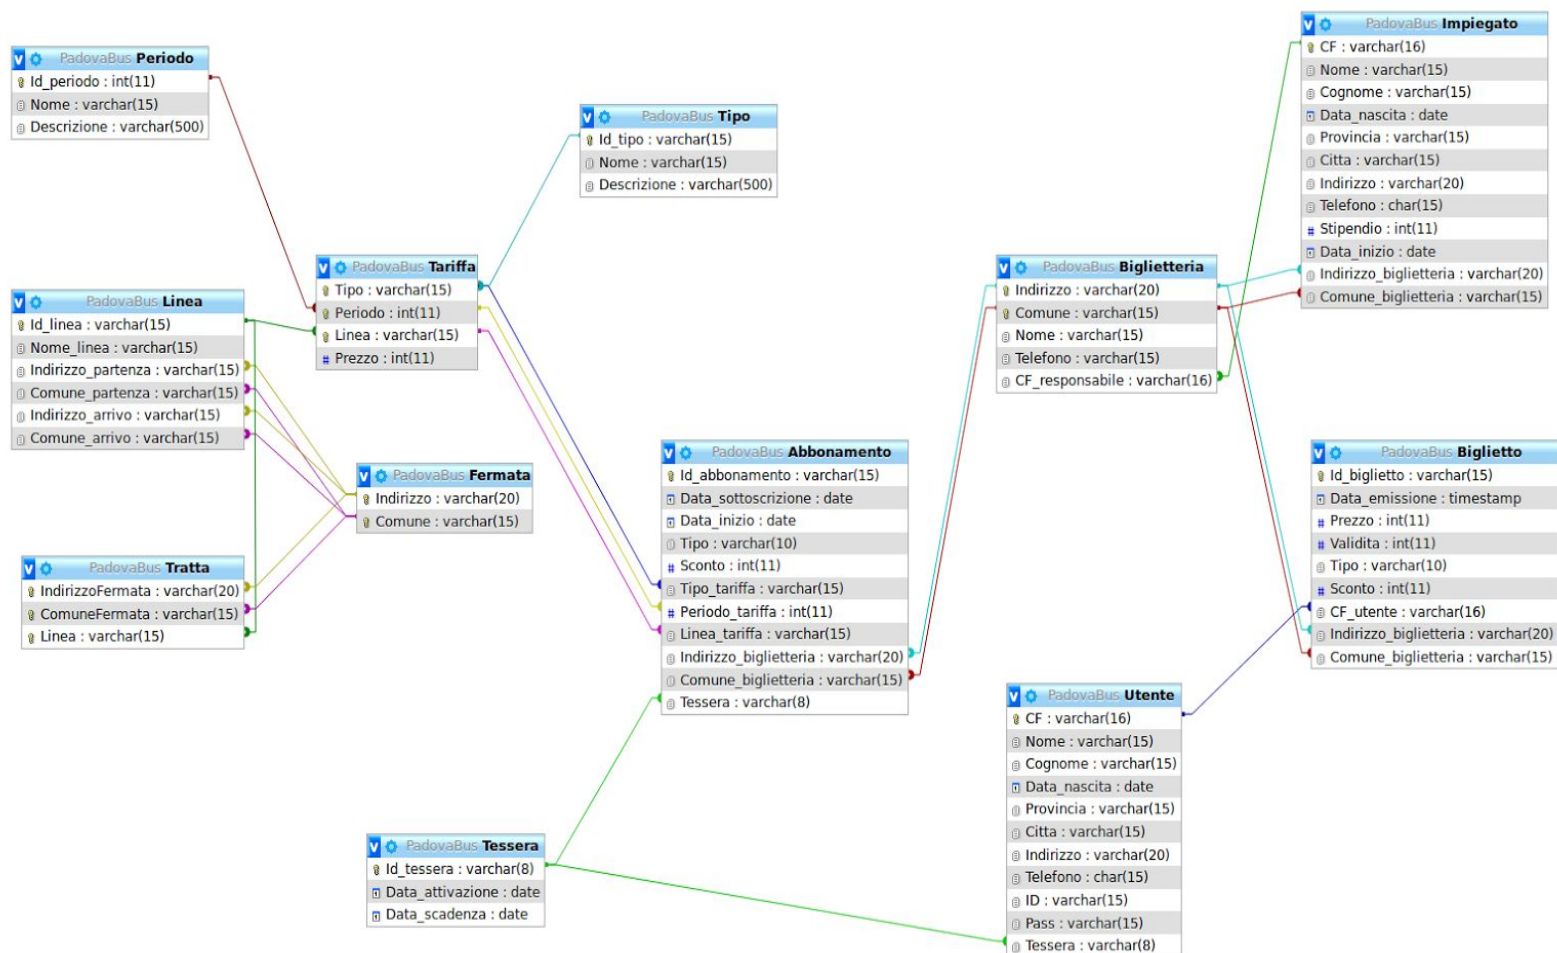 PadovaBus Periodo
Id_periodo : int(11)
Nome : varchar(15)
Descrizione : varchar(500)
PadovaBus Tipo
Id_tipo : varchar(15)
Nome : varchar(15)
Descrizione : varchar(500)
PadovaBus Impiegato
CF : varchar(16)
Nome : varchar(15)
Cognome : varchar(15)
Data_nascita : date
Provincia : varchar(15)
Citta : varchar(15)
Indirizzo : varchar(20)
Telefono : char(15)
Stipendio : int(11)
Data_inizio : date
Indirizzo_biglietteria : varchar(20)
Comune_biglietteria : varchar(15)
PadovaBus Linea
Id_linea : varchar(15)
Nome_linea : varchar(15)
Indirizzo_partenza : varchar(15)
Comune_partenza : varchar(15)
Indirizzo_arrivo : varchar(15)
Comune_arrivo : varchar(15)
PadovaBus Tariffa
Tipo : varchar(15)
Periodo : int(11)
Linea : varchar(15)
Prezzo : int(11)
PadovaBus Biglietteria
Indirizzo : varchar(20)
Comune : varchar(15)
Nome : varchar(15)
Telefono : varchar(15)
CF_responsabile : varchar(16)
PadovaBus Fermata
Indirizzo : varchar(20)
Comune : varchar(15)
PadovaBus Abbonamento
Id_abbonamento : varchar(15)
Data_sottoscrizione : date
Data_inizio : date
Tipo : varchar(10)
Sconto : int(11)
Tipo_tariffa : varchar(15)
Periodo_tariffa : int(11)
Linea_tariffa : varchar(15)
Indirizzo_biglietteria : varchar(20)
Comune_biglietteria : varchar(15)
Tessera : varchar(8)
PadovaBus Biglietto
Id_biglietto : varchar(15)
Data_emissione : timestamp
Prezzo : int(11)
Validita : int(11)
Tipo : varchar(10)
Sconto : int(11)
CF_utente : varchar(16)
Indirizzo_biglietteria : varchar(20)
Comune_biglietteria : varchar(15)
PadovaBus Tratta
IndirizzoFermata : varchar(20)
ComuneFermata : varchar(15)
Linea : varchar(15)
PadovaBus Tessera
Id_tessera : varchar(8)
Data_attivazione : date
Data_scadenza : date
PadovaBus Utente
CF : varchar(16)
Nome : varchar(15)
Cognome : varchar(15)
Data_nascita : date
Provincia : varchar(15)
Citta : varchar(15)
Indirizzo : varchar(20)
Telefono : char(15)
ID : varchar(15)
Pass : varchar(15)
Tessera : varchar(8)